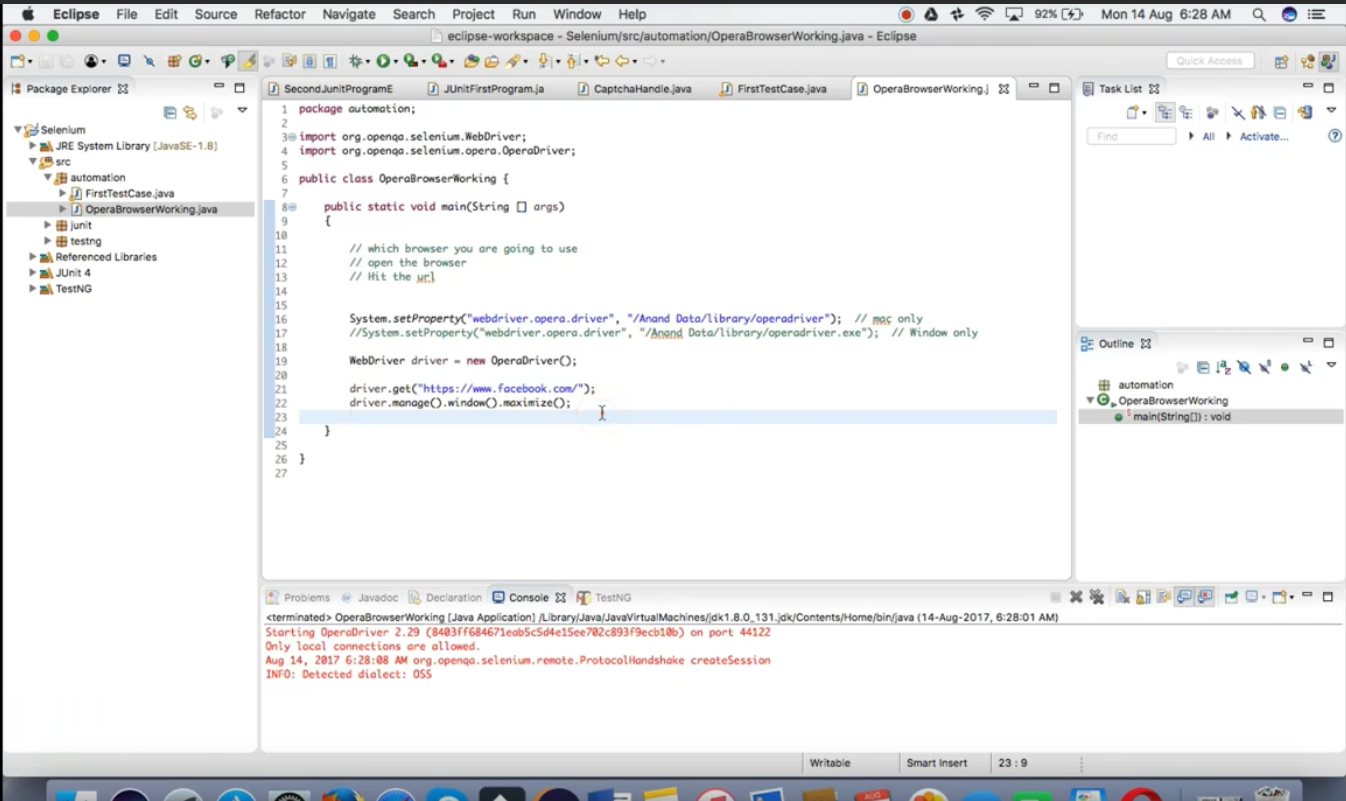 Eclipse File Edit Source Refactor Navigate Search Project Run Window Help 92% Mon 14 Aug 6:28 AM
eclipse-workspace - Selenium/src/automation/OperaBrowserWorking.java - Eclipse
Quick Access
Package Explorer
Selenium
JRE System Library [JavaSE-1.8]
src
automation
FirstTestCase.java
OperaBrowserWorking.java
junit
testng
Referenced Libraries
JUnit 4
TestNG
SecondJunitProgramE JUnitFirstProgram.ja CaptchaHandle.java FirstTestCase.java OperaBrowserWorking.j
1 package automation;
2
3 import org.openqa.selenium.WebDriver;
4 import org.openqa.selenium.opera.OperaDriver;
5
6 public class OperaBrowserWorking {
7
8 public static void main(String [] args)
9 {
10
11 // which browser you are going to use
12 // open the browser
13 // Hit the url
14
15
16 System.setProperty("webdriver.opera.driver", "/Anand Data/library/operadriver"); // mac only
17 //System.setProperty("webdriver.opera.driver", "/Anand Data/library/operadriver.exe"); // Window only
18
19 WebDriver driver = new OperaDriver();
20
21 driver.get("https://www.facebook.com/");
22 driver.manage().window().maximize();
23
24 }
25
26 }
27
Task List
Find All Activate...
Outline
automation
OperaBrowserWorking
main(String[]) : void
Problems Javadoc Declaration Console TestNG
<terminated> OperaBrowserWorking [Java Application] /Library/Java/JavaVirtualMachines/jdk1.8.0_131.jdk/Contents/Home/bin/java (14-Aug-2017, 6:28:01 AM)
Starting OperaDriver 2.29 (8403ff684671eab5c5d4e15ee702c893f9ecb10b) on port 44122
Only local connections are allowed.
Aug 14, 2017 6:28:08 AM org.openqa.selenium.remote.ProtocolHandshake createSession
INFO: Detected dialect: OSS
Writable Smart Insert 23 : 9
AUG